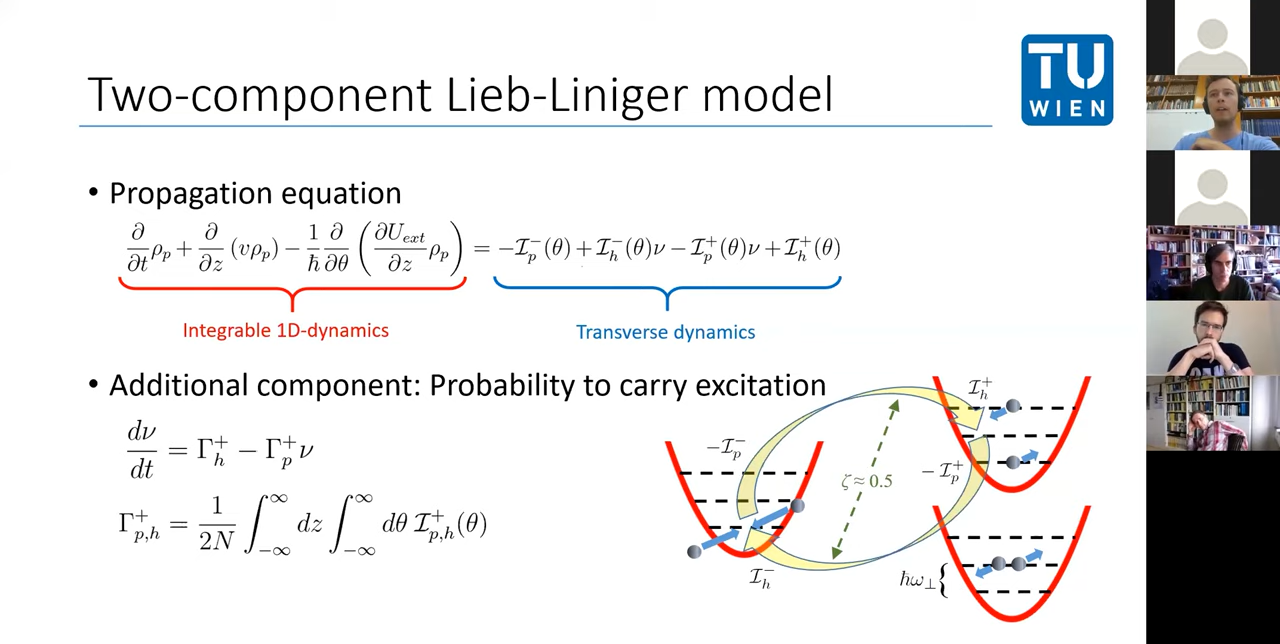 Two-component Lieb-Liniger model
TU
WIEN
• Propagation equation
∂/∂t ρ_p + ∂/∂z (vρ_p) − 1/ħ ∂/∂θ (∂U_ext/∂z ρ_p) = −I_p^−(θ) + I_h^−(θ)ν − I_p^+(θ)ν + I_h^+(θ)
Integrable 1D-dynamics
Transverse dynamics
• Additional component: Probability to carry excitation
dν/dt = Γ_h^+ − Γ_p^+ ν
Γ_{p,h}^+ = 1/2N ∫_{−∞}^{∞} dz ∫_{−∞}^{∞} dθ I_{p,h}^+(θ)
−I_p^−
ζ ≈ 0.5
I_h^+
−I_p^+
I_h^−
ħω_⊥{